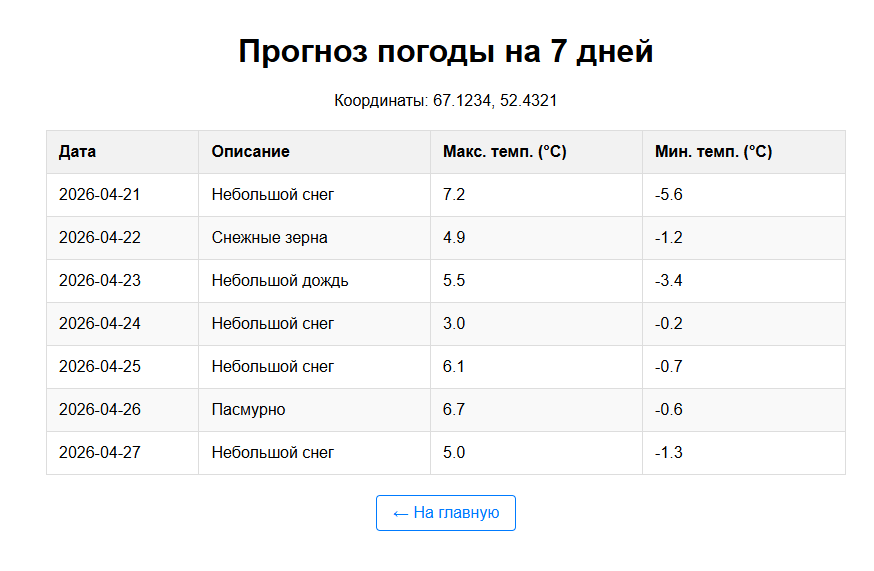 Прогноз погоды на 7 дней
Координаты: 67.1234, 52.4321
Дата Описание Макс. темп. (°C) Мин. темп. (°C)
2026-04-21 Небольшой снег 7.2 -5.6
2026-04-22 Снежные зерна 4.9 -1.2
2026-04-23 Небольшой дождь 5.5 -3.4
2026-04-24 Небольшой снег 3.0 -0.2
2026-04-25 Небольшой снег 6.1 -0.7
2026-04-26 Пасмурно 6.7 -0.6
2026-04-27 Небольшой снег 5.0 -1.3
← На главную